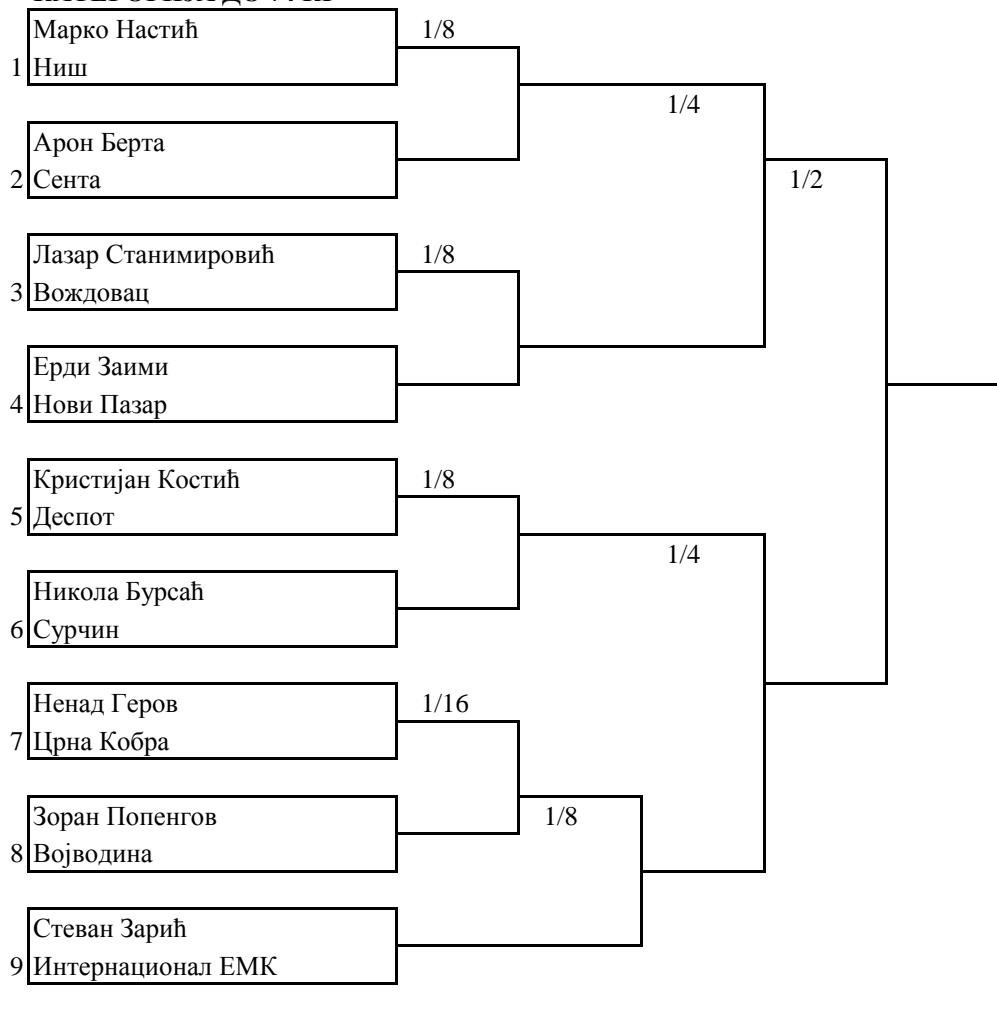 Марко Настић
1/8
1 Ниш
1/4
Арон Берта
2 Сента
1/2
Лазар Станимировић
1/8
3 Вождовац
Ерди Заими
4 Нови Пазар
Кристијан Костић
1/8
5 Деспот
1/4
Никола Бурсаћ
6 Сурчин
Ненад Геров
1/16
7 Црна Кобра
Зоран Попенгов
1/8
8 Војводина
Стеван Зарић
9 Интернационал ЕМК